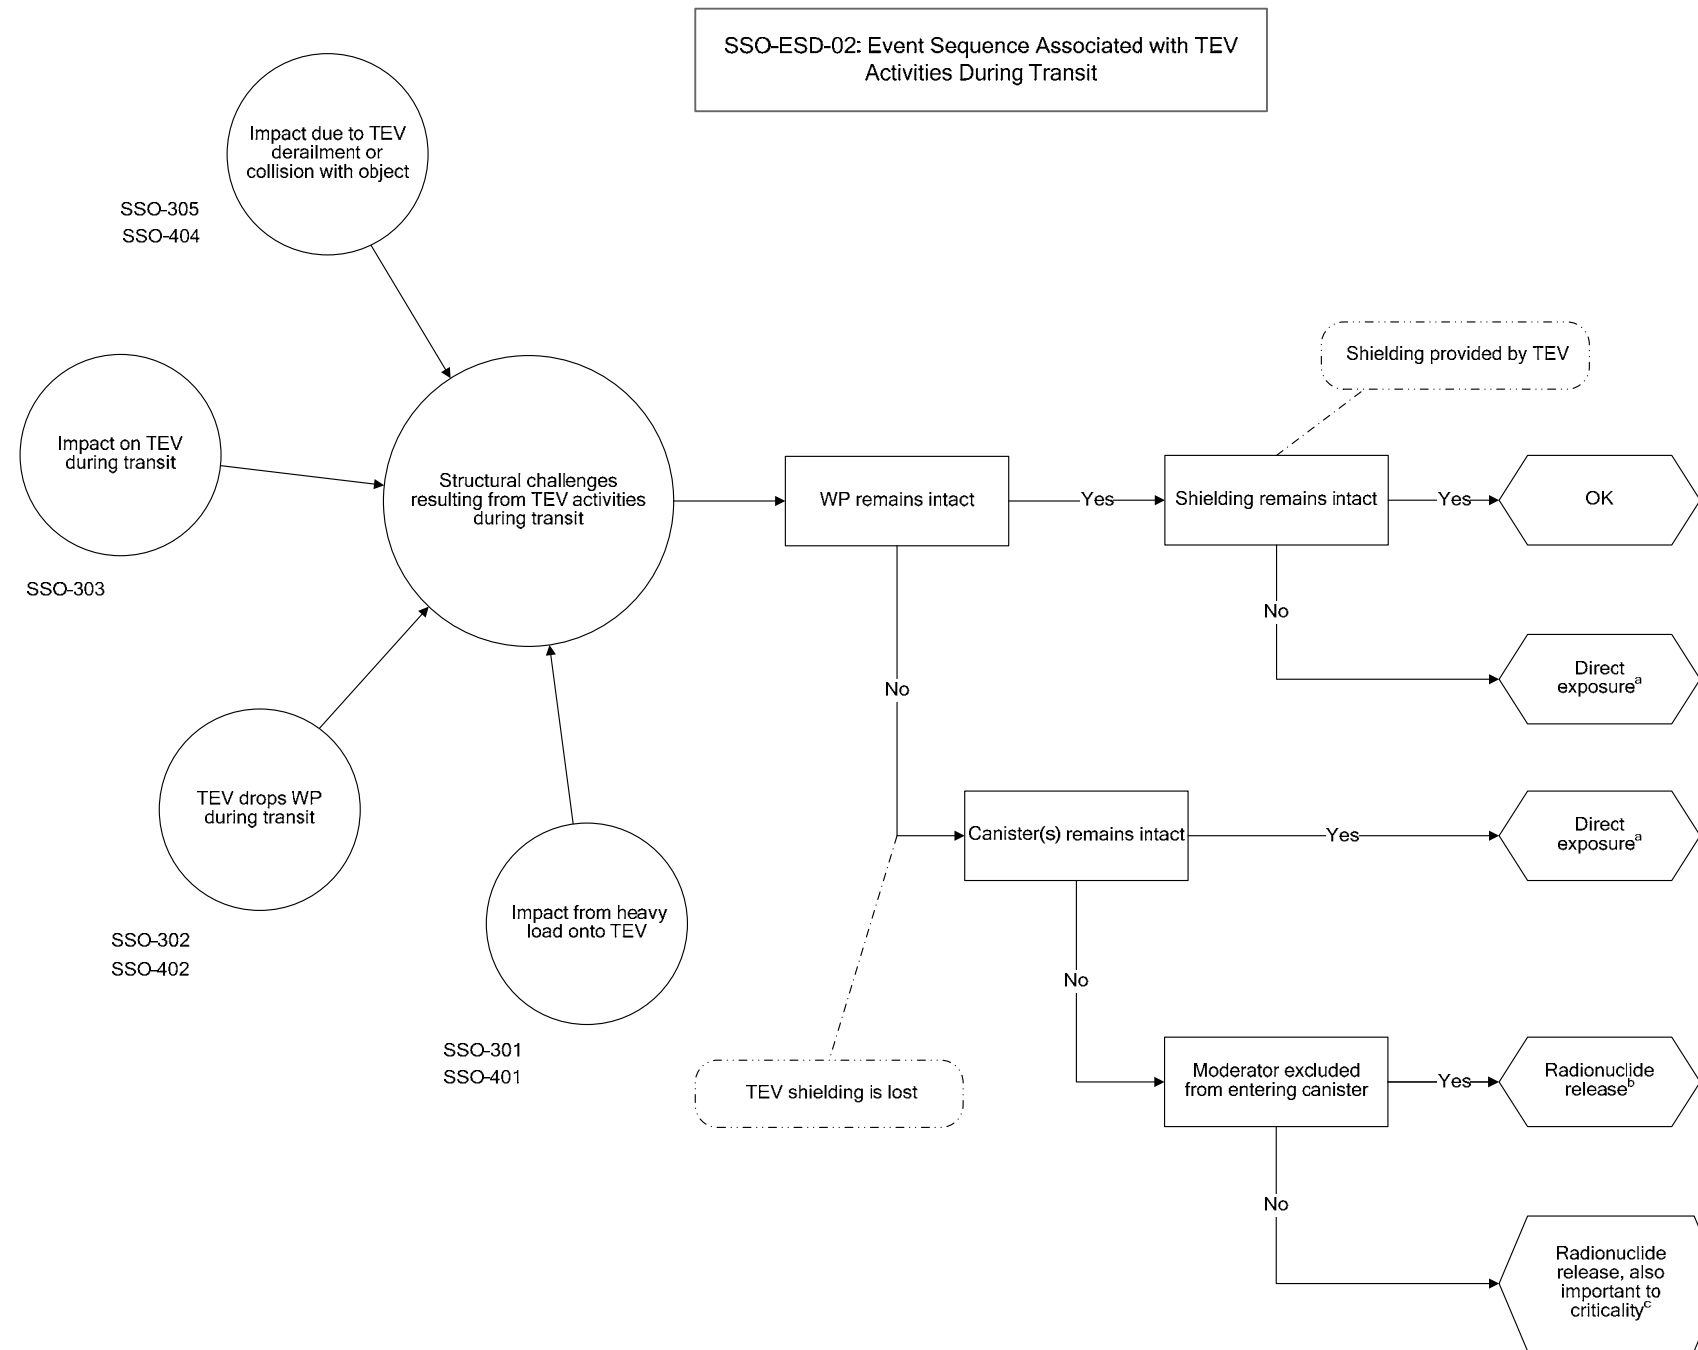 SSO-ESD-02: Event Sequence Associated with TEV
Activities During Transit
Impact due to TEV
derailment or
collision with object
SSO-305
SSO-404
Impact on TEV
during transit
SSO-303
TEV drops WP
during transit
SSO-302
SSO-402
Impact from heavy
load onto TEV
SSO-301
SSO-401
Structural challenges
resulting from TEV activities
during transit
WP remains intact
Yes
Shielding provided by TEV
Shielding remains intact
Yes
OK
No
Direct
exposureᵃ
No
TEV shielding is lost
Canister(s) remains intact
Yes
Direct
exposureᵃ
No
Moderator excluded
from entering canister
Yes
Radionuclide
releaseᵇ
No
Radionuclide
release, also
important to
criticalityᶜ